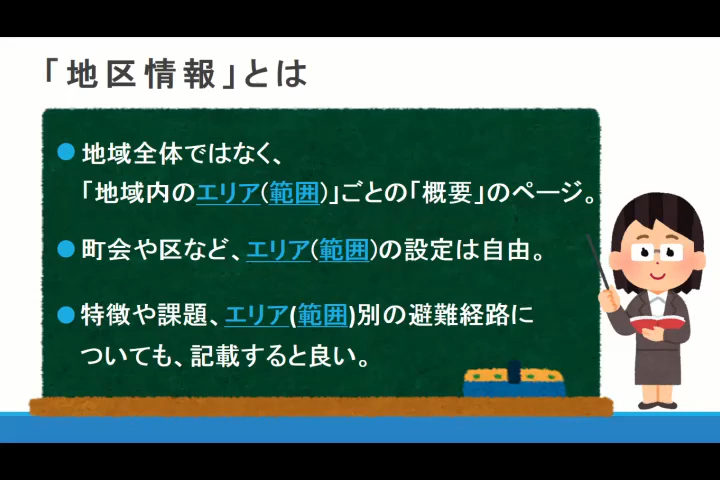 「地区情報」とは
● 地域全体ではなく、
「地域内のエリア(範囲)」ごとの「概要」のページ。
● 町会や区など、エリア(範囲)の設定は自由。
● 特徴や課題、エリア(範囲)別の避難経路に
ついても、記載すると良い。